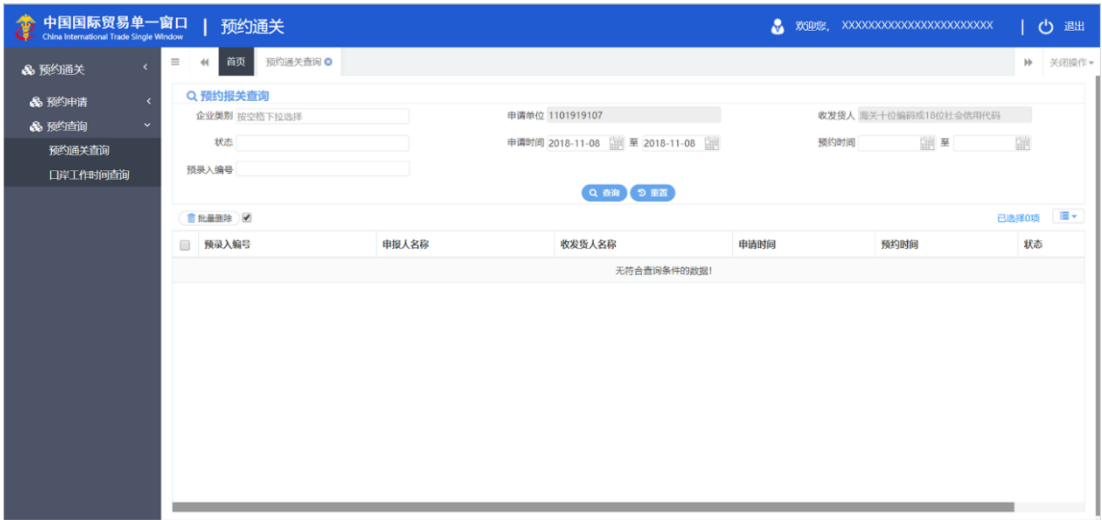 中国国际贸易单一窗口 | 预约通关 欢迎您, XXXXXXXXXXXXXXXXXXXXXXXX | 退出
China International Trade Single Window
预约通关
首页 预约通关查询 关闭操作
预约申请
预约查询
预约通关查询
口岸工作时间查询
预约报关查询
企业类别 按空格下拉选择 申请单位 1101919107 收发货人 海关十位编码或18位社会信用代码
状态 申请时间 2018-11-08 至 2018-11-08 预约时间 至
预录入编号
查询 重置
批量删除 已选择0项
预录入编号 申报人名称 收发货人名称 申请时间 预约时间 状态
无符合查询条件的数据!